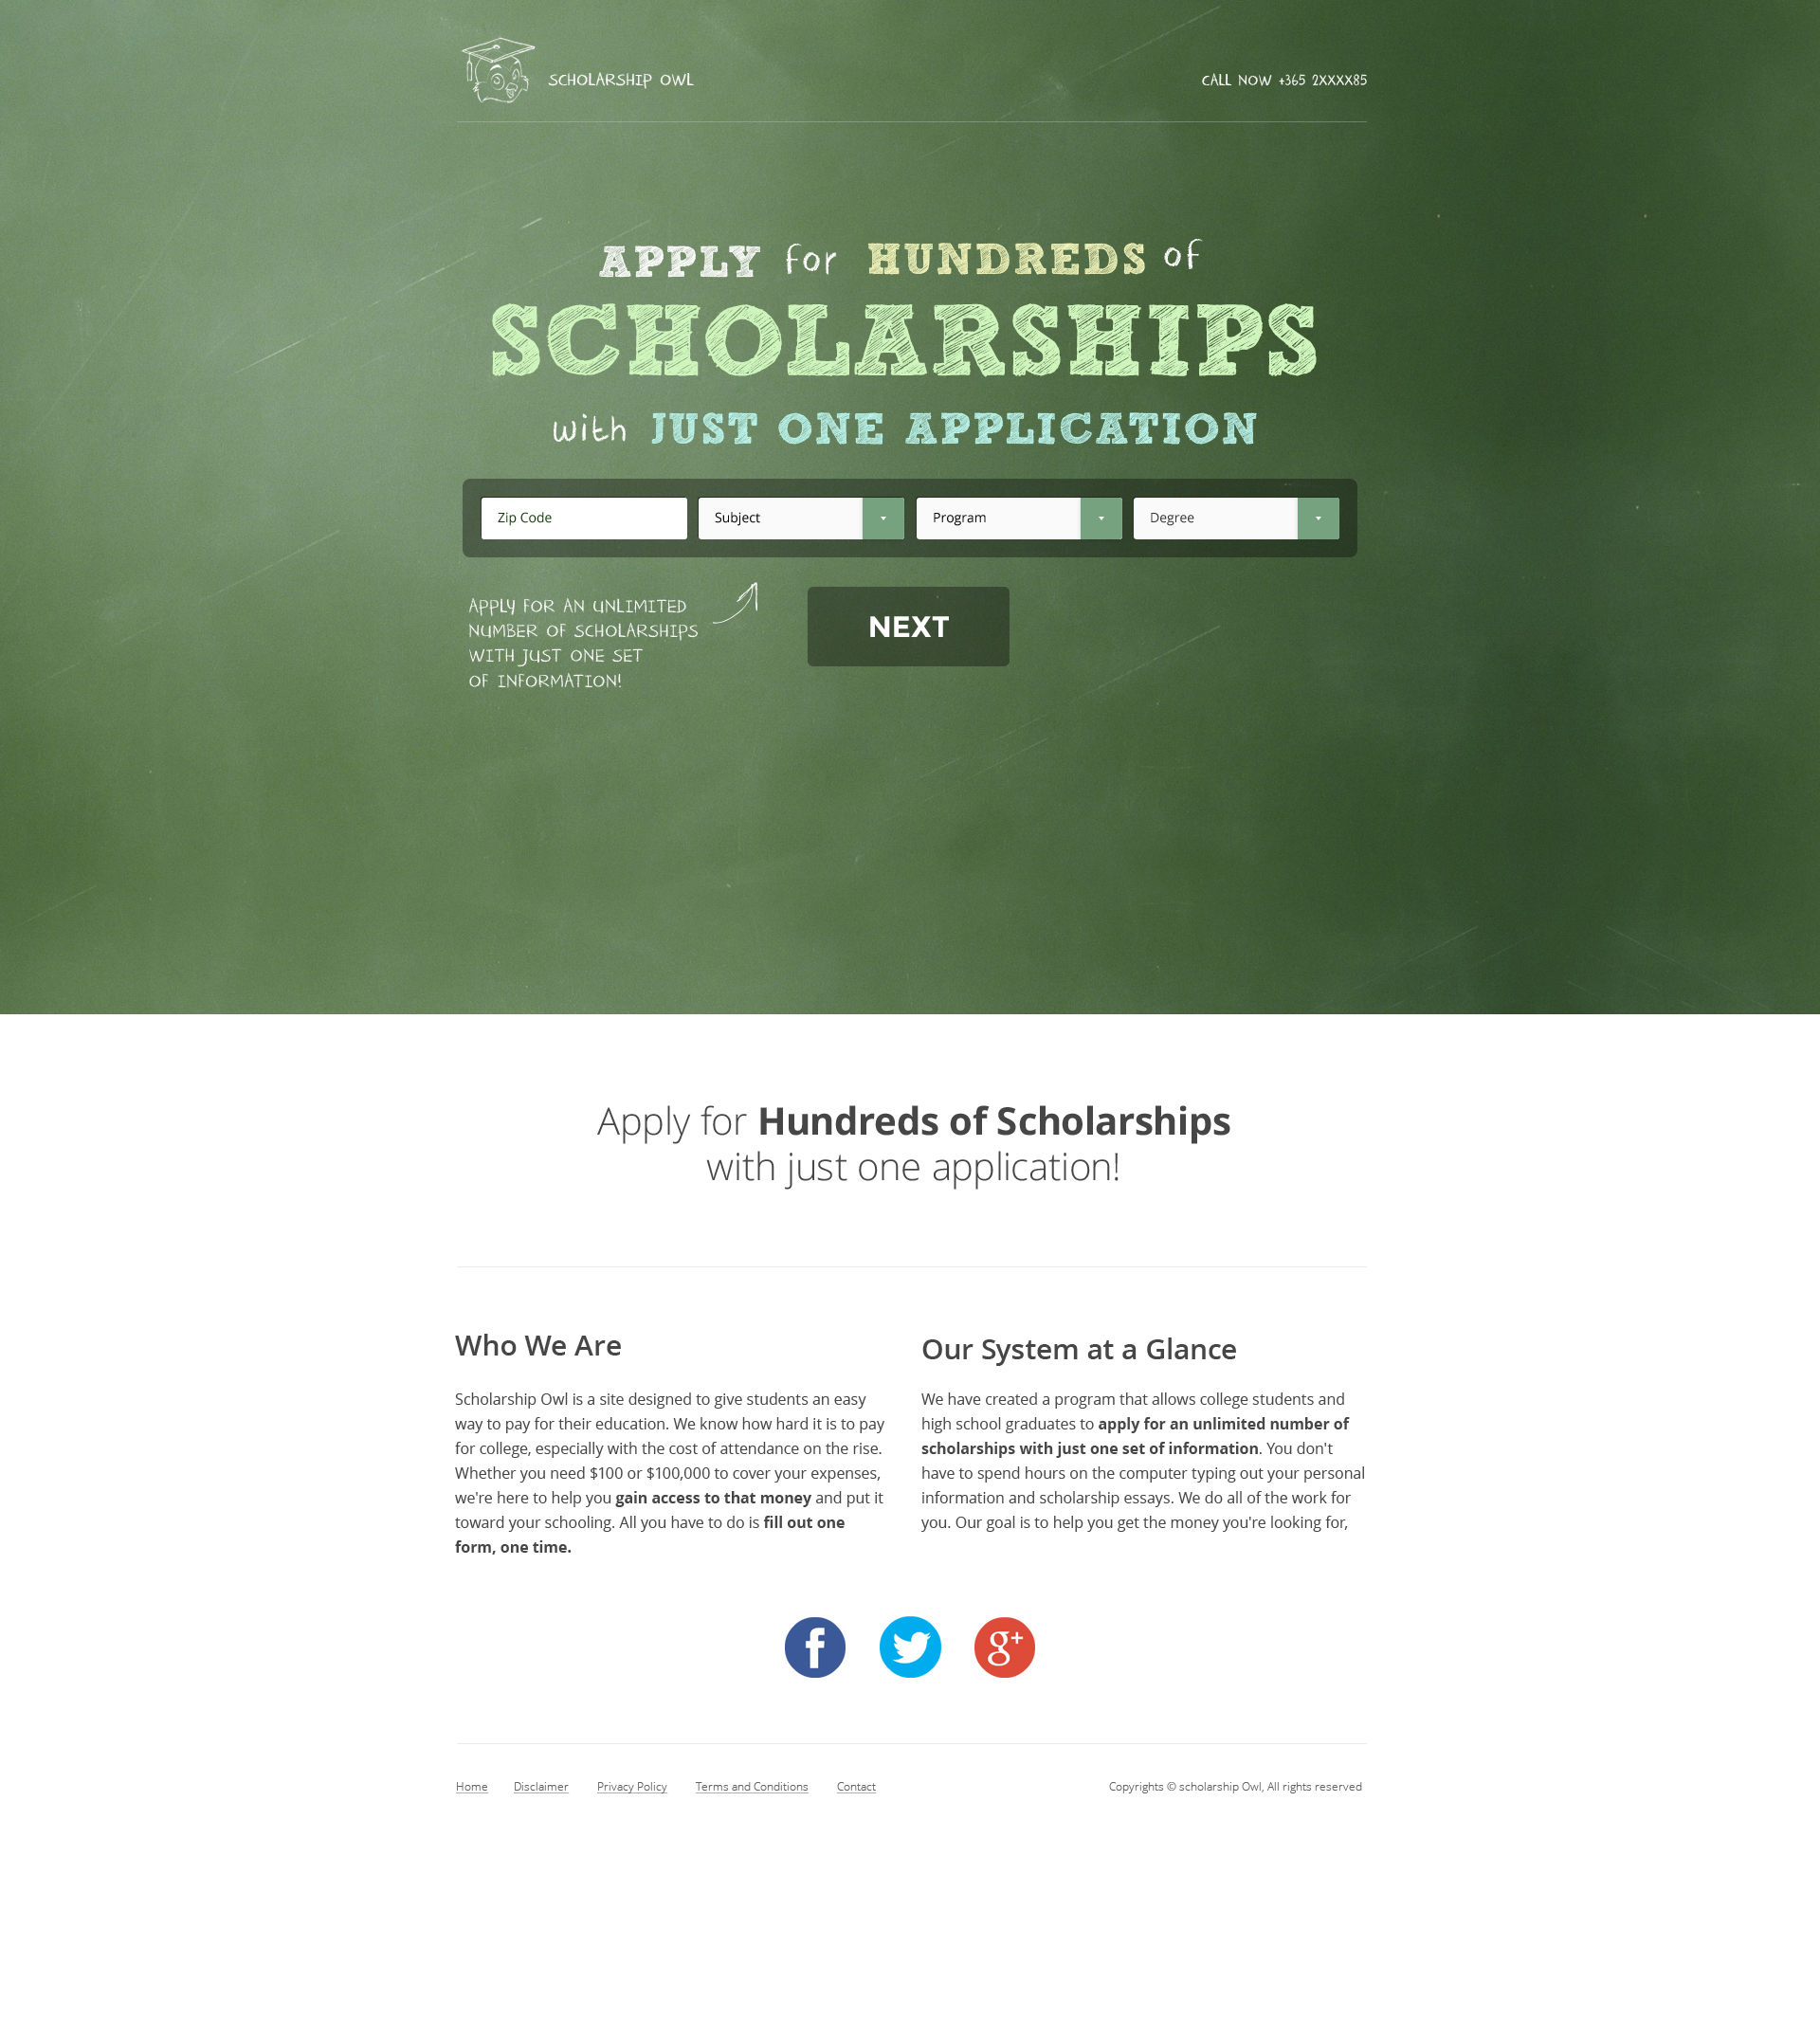 SCHOLARSHIP OWL
CALL NOW +365 2XXXX85
APPLY for HUNDREDS of
SCHOLARSHIPS
with JUST ONE APPLICATION
Zip Code
Subject
Program
Degree
APPLY FOR AN UNLIMITED
NUMBER OF SCHOLARSHIPS
WITH JUST ONE SET
OF INFORMATION!
NEXT
Apply for Hundreds of Scholarships
with just one application!
Who We Are
Scholarship Owl is a site designed to give students an easy
way to pay for their education. We know how hard it is to pay
for college, especially with the cost of attendance on the rise.
Whether you need $100 or $100,000 to cover your expenses,
we're here to help you gain access to that money and put it
toward your schooling. All you have to do is fill out one
form, one time.
Our System at a Glance
We have created a program that allows college students and
high school graduates to apply for an unlimited number of
scholarships with just one set of information. You don't
have to spend hours on the computer typing out your personal
information and scholarship essays. We do all of the work for
you. Our goal is to help you get the money you're looking for,
f
g+
Home
Disclaimer
Privacy Policy
Terms and Conditions
Contact
Copyrights © scholarship Owl, All rights reserved